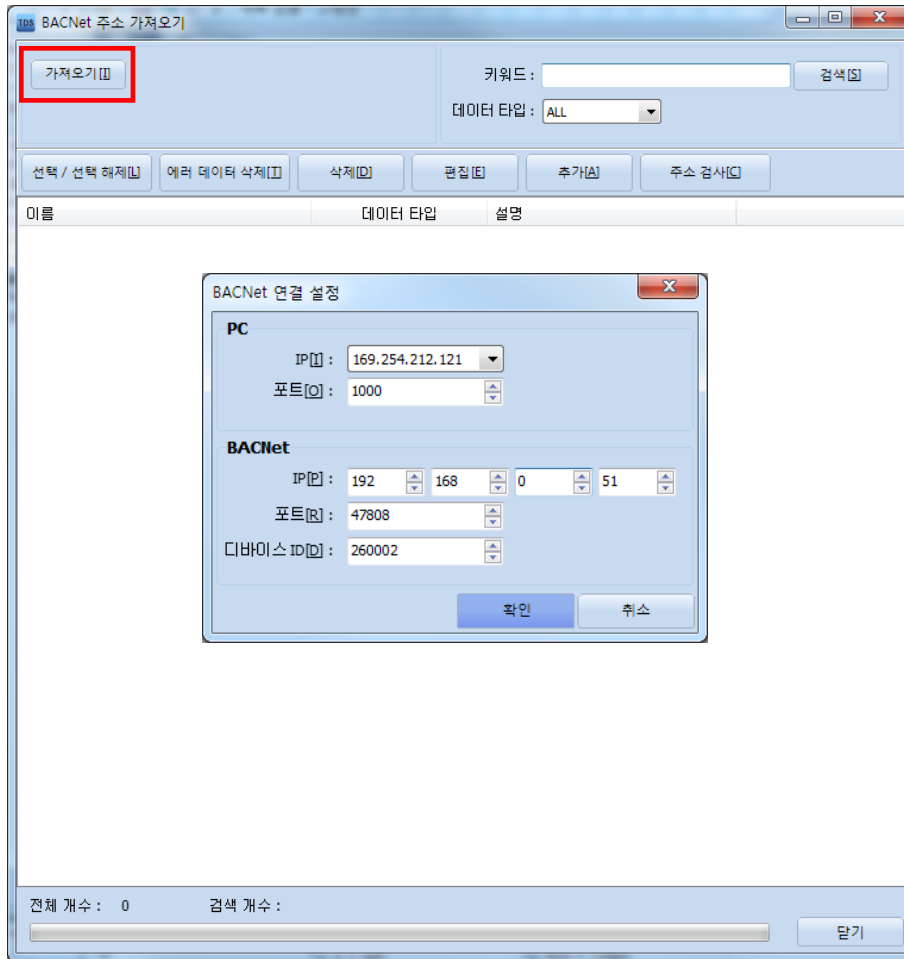 TDS BACNet 주소 가져오기
가져오기[I]
키워드 :
검색[S]
데이터 타입 : ALL
선택 / 선택 해제[L] 에러 데이터 삭제[T] 삭제[D] 편집[E] 추가[A] 주소 검사[C]
이름 데이터 타입 설명
BACNet 연결 설정
PC
IP[I] : 169.254.212.121
포트[O] : 1000
BACNet
IP[P] : 192 168 0 51
포트[R] : 47808
디바이스 ID[D] : 260002
확인 취소
전체 개수 : 0 검색 개수 :
닫기